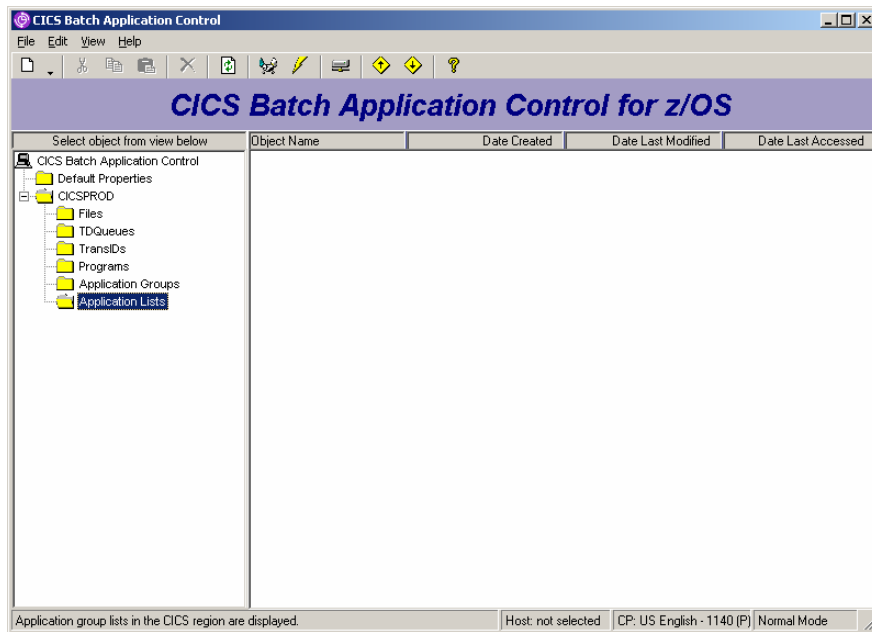 CICS Batch Application Control
File Edit View Help
CICS Batch Application Control for z/OS
Select object from view below Object Name Date Created Date Last Modified Date Last Accessed
CICS Batch Application Control
Default Properties
CICSPROD
Files
TDQueues
TransIDs
Programs
Application Groups
Application Lists
Application group lists in the CICS region are displayed. Host: not selected CP: US English - 1140 (P) Normal Mode